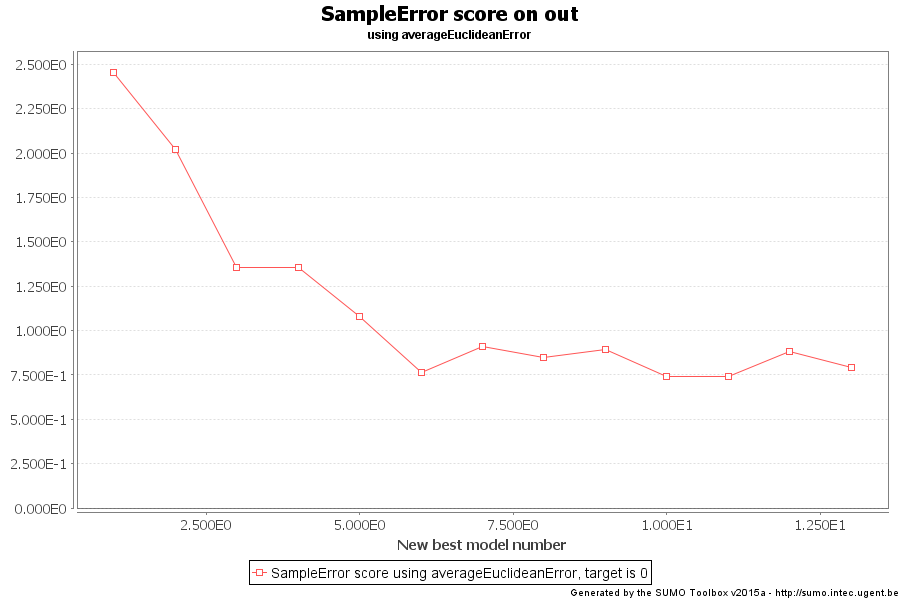 SampleError score on out
using averageEuclideanError
2.500E0
2.250E0
2.000E0
1.750E0
1.500E0
1.250E0
1.000E0
7.500E-1
5.000E-1
2.500E-1
0.000E0
2.500E0 5.000E0 7.500E0 1.000E1 1.250E1
New best model number
SampleError score using averageEuclideanError, target is 0
Generated by the SUMO Toolbox v2015a - http://sumo.intec.ugent.be